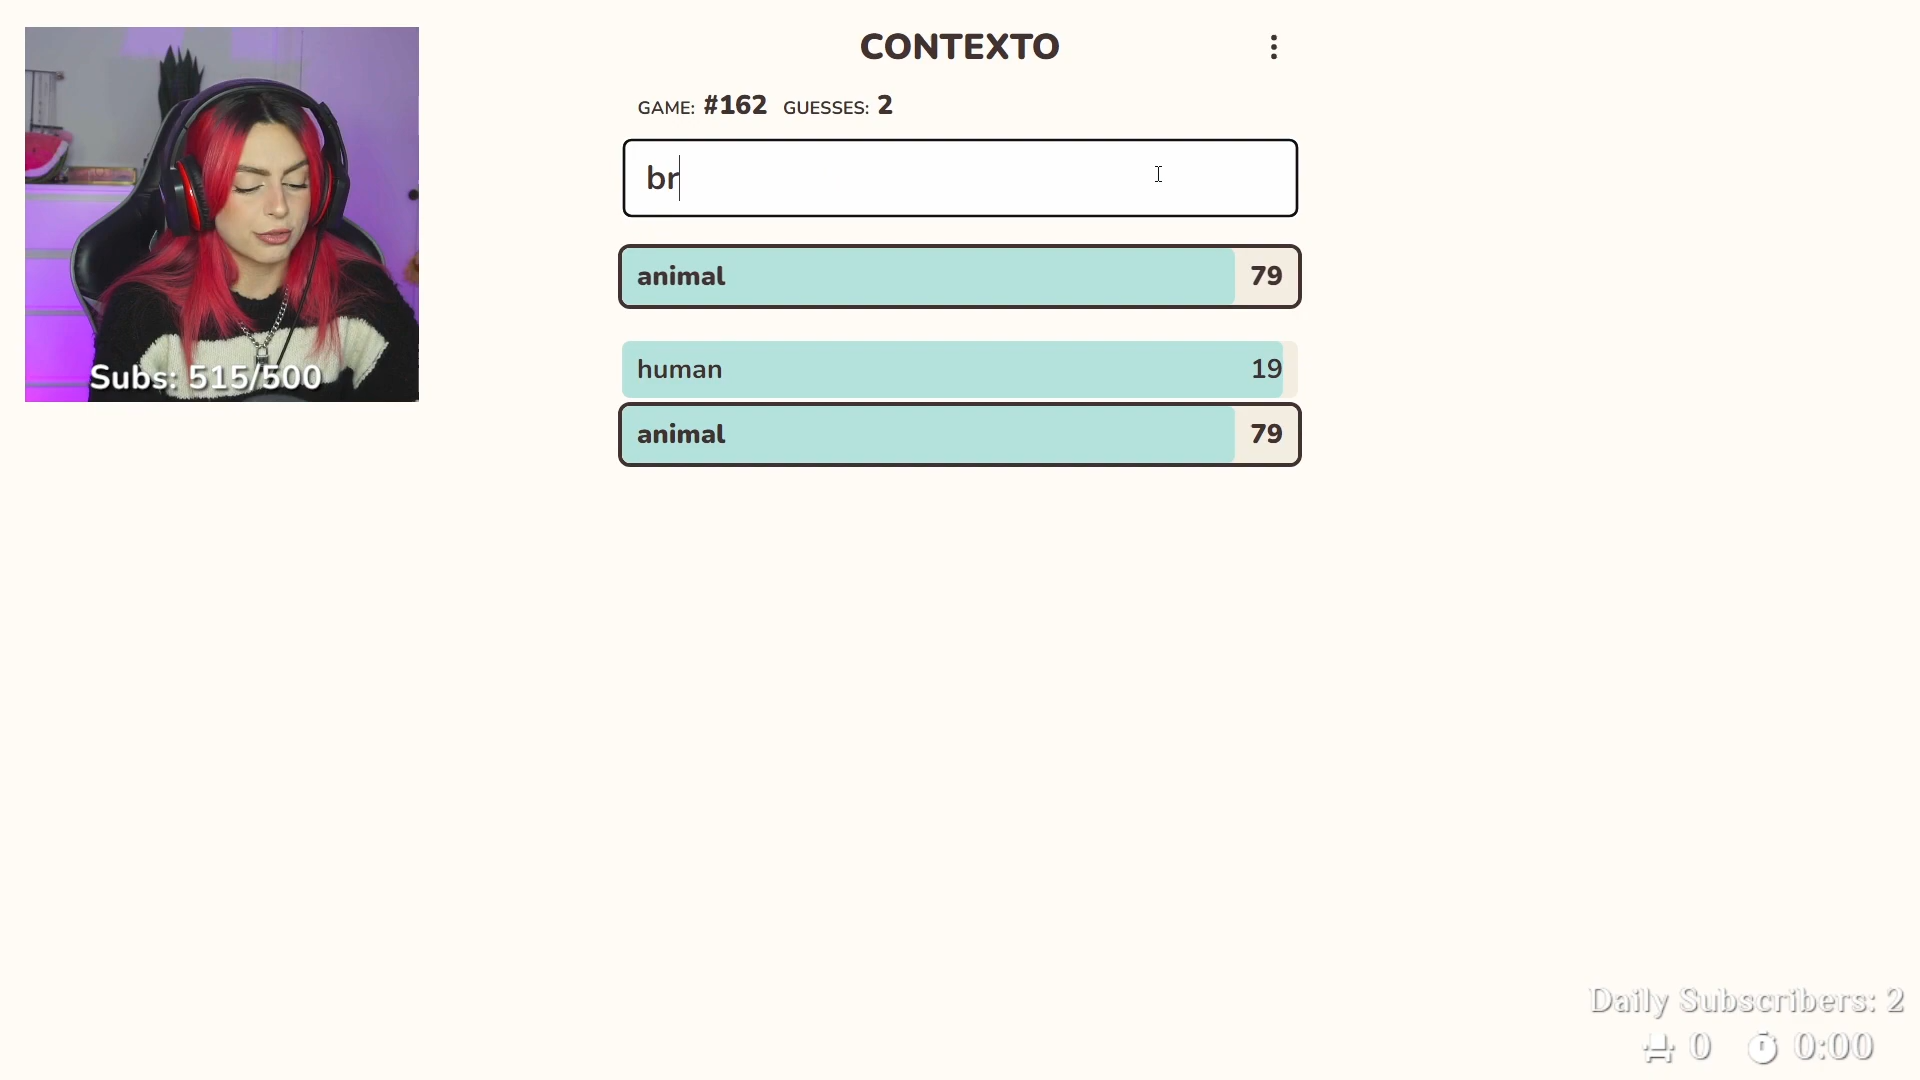 CONTEXTO
GAME: #162 GUESSES: 2
br
animal 79
human 19
animal 79
Subs: 515/500
Daily Subscribers: 2
0 0:00